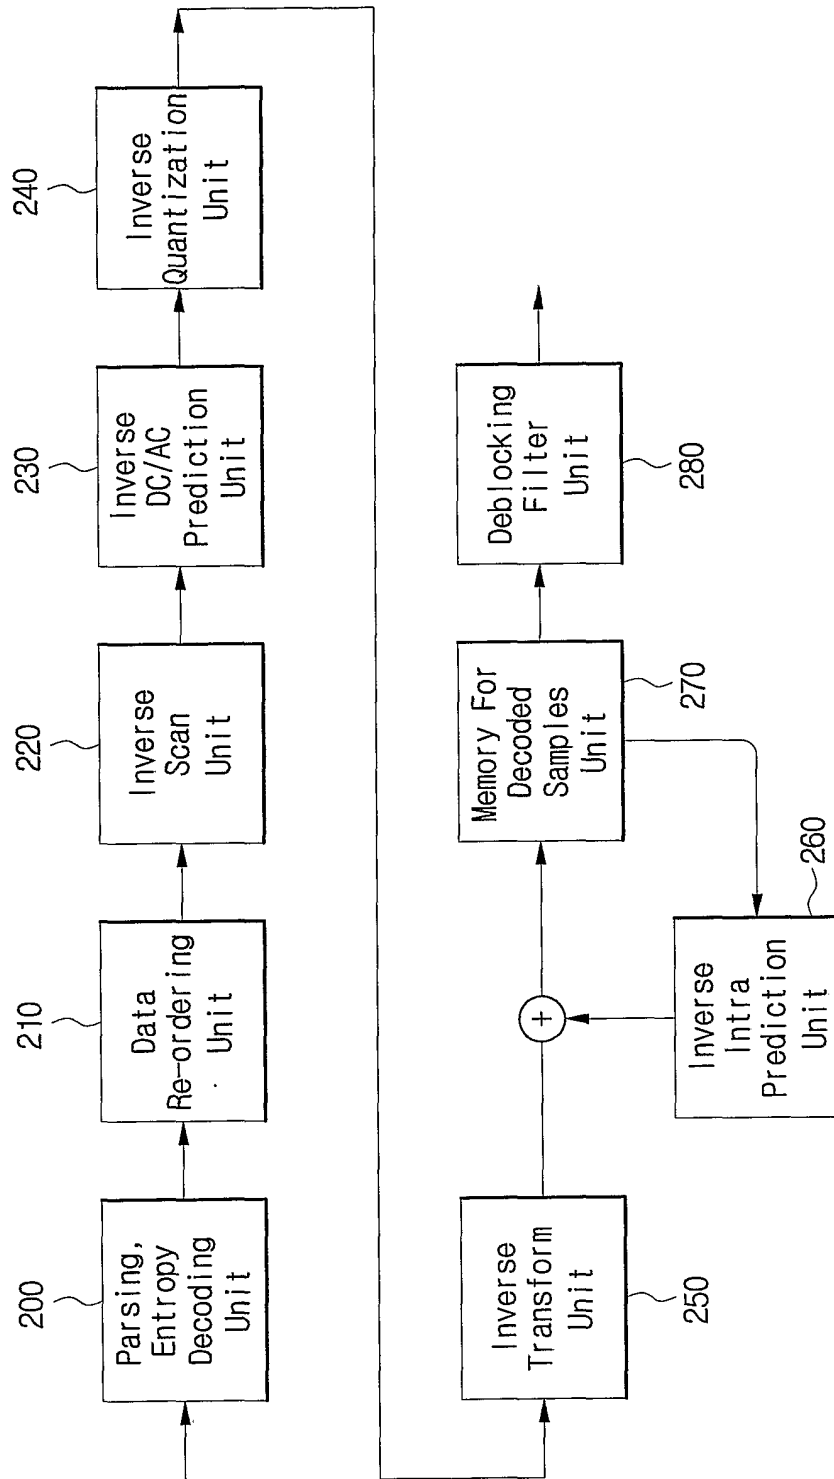 200
Parsing,
Entropy
Decoding
Unit
210
Data
Re-ordering
Unit
220
Inverse
Scan
Unit
230
Inverse
DC/AC
Prediction
Unit
240
Inverse
Quantization
Unit
Inverse
Transform
Unit
250
+
Inverse
Intra
Prediction
Unit
260
Memory For
Decoded
Samples
Unit
270
Deblocking
Filter
Unit
280